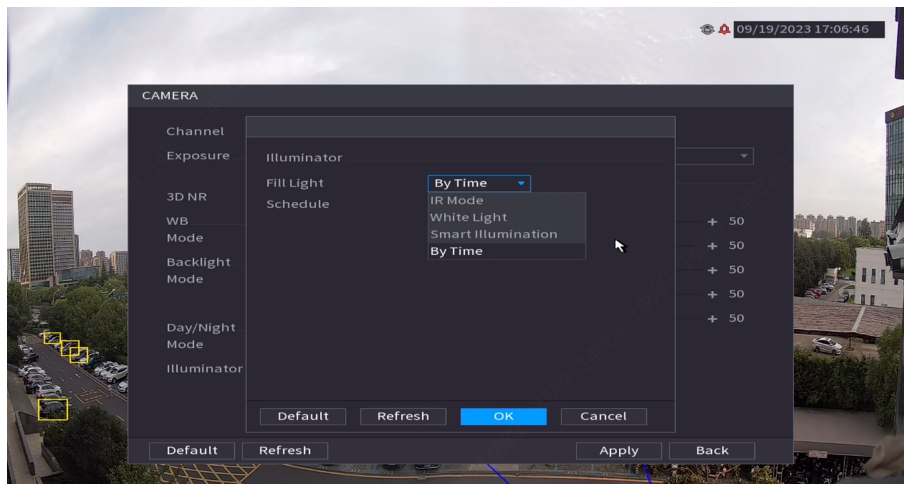 09/19/2023 17:06:46
CAMERA
Channel
Exposure
3D NR
WB
Mode
Backlight
Mode
Day/Night
Mode
Illuminator
Illuminator
Fill Light
By Time
Schedule
IR Mode
White Light
Smart Illumination
By Time
+ 50
+ 50
+ 50
+ 50
+ 50
Default
Refresh
OK
Cancel
Default
Refresh
Apply
Back